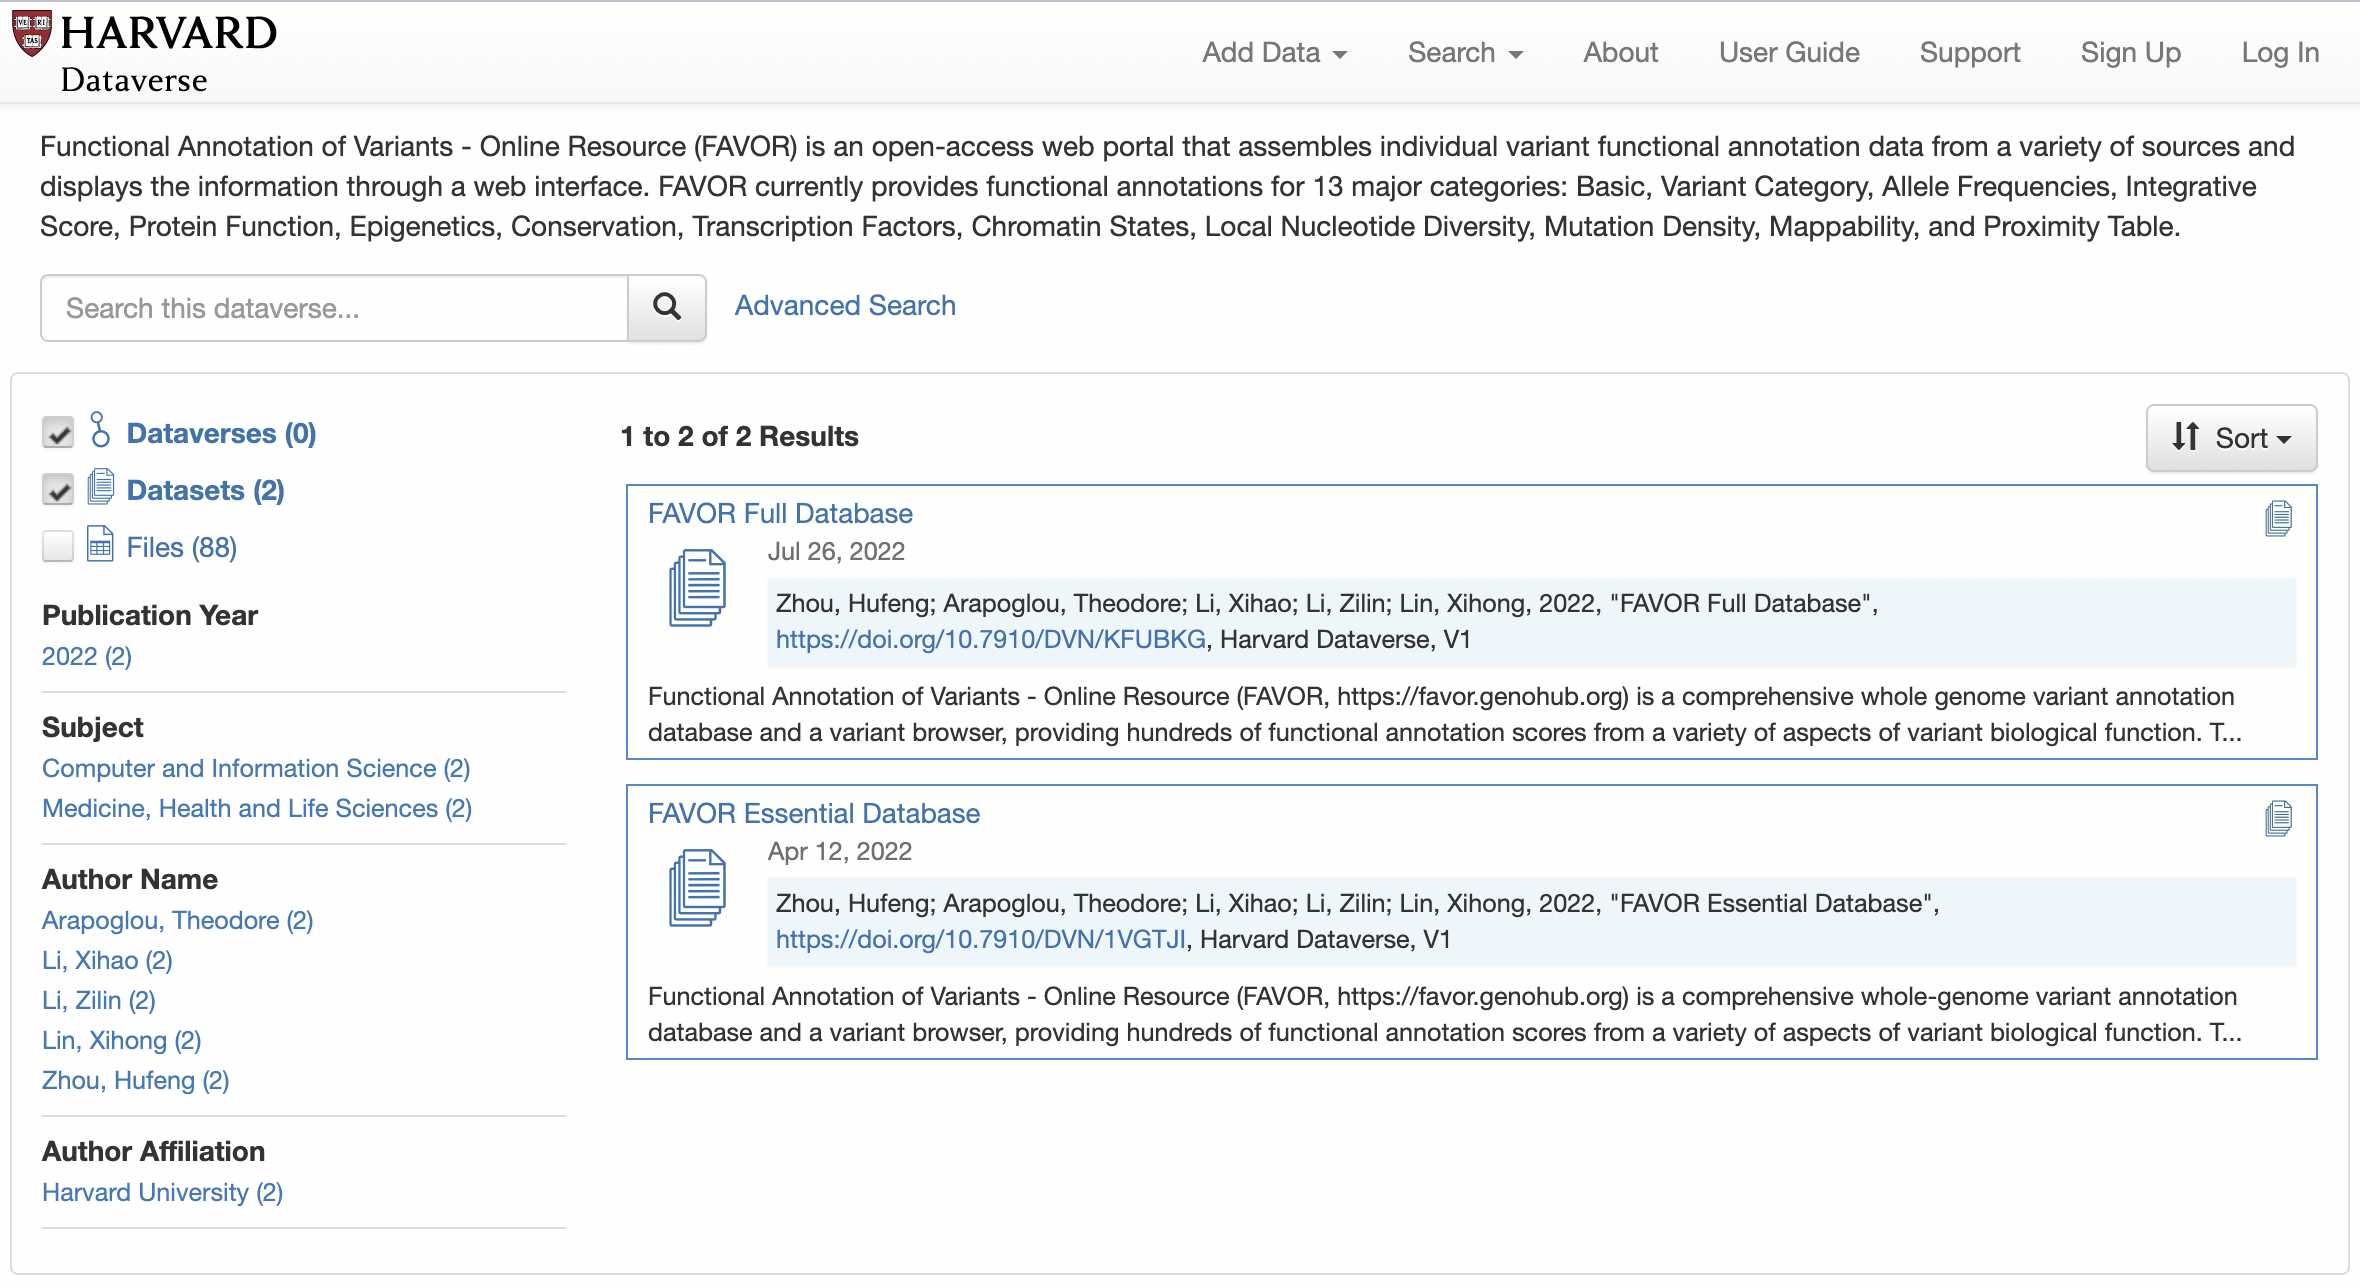 VE RI
TAS
HARVARD
Dataverse
Add Data
Search
About
User Guide
Support
Sign Up
Log In
Functional Annotation of Variants - Online Resource (FAVOR) is an open-access web portal that assembles individual variant functional annotation data from a variety of sources and
displays the information through a web interface. FAVOR currently provides functional annotations for 13 major categories: Basic, Variant Category, Allele Frequencies, Integrative
Score, Protein Function, Epigenetics, Conservation, Transcription Factors, Chromatin States, Local Nucleotide Diversity, Mutation Density, Mappability, and Proximity Table.
Search this dataverse...
Advanced Search
Dataverses (0)
Datasets (2)
Files (88)
Publication Year
2022 (2)
Subject
Computer and Information Science (2)
Medicine, Health and Life Sciences (2)
Author Name
Arapoglou, Theodore (2)
Li, Xihao (2)
Li, Zilin (2)
Lin, Xihong (2)
Zhou, Hufeng (2)
Author Affiliation
Harvard University (2)
1 to 2 of 2 Results
Sort
FAVOR Full Database
Jul 26, 2022
Zhou, Hufeng; Arapoglou, Theodore; Li, Xihao; Li, Zilin; Lin, Xihong, 2022, "FAVOR Full Database",
https://doi.org/10.7910/DVN/KFUBKG, Harvard Dataverse, V1
Functional Annotation of Variants - Online Resource (FAVOR, https://favor.genohub.org) is a comprehensive whole genome variant annotation
database and a variant browser, providing hundreds of functional annotation scores from a variety of aspects of variant biological function. T...
FAVOR Essential Database
Apr 12, 2022
Zhou, Hufeng; Arapoglou, Theodore; Li, Xihao; Li, Zilin; Lin, Xihong, 2022, "FAVOR Essential Database",
https://doi.org/10.7910/DVN/1VGTJI, Harvard Dataverse, V1
Functional Annotation of Variants - Online Resource (FAVOR, https://favor.genohub.org) is a comprehensive whole-genome variant annotation
database and a variant browser, providing hundreds of functional annotation scores from a variety of aspects of variant biological function. T...